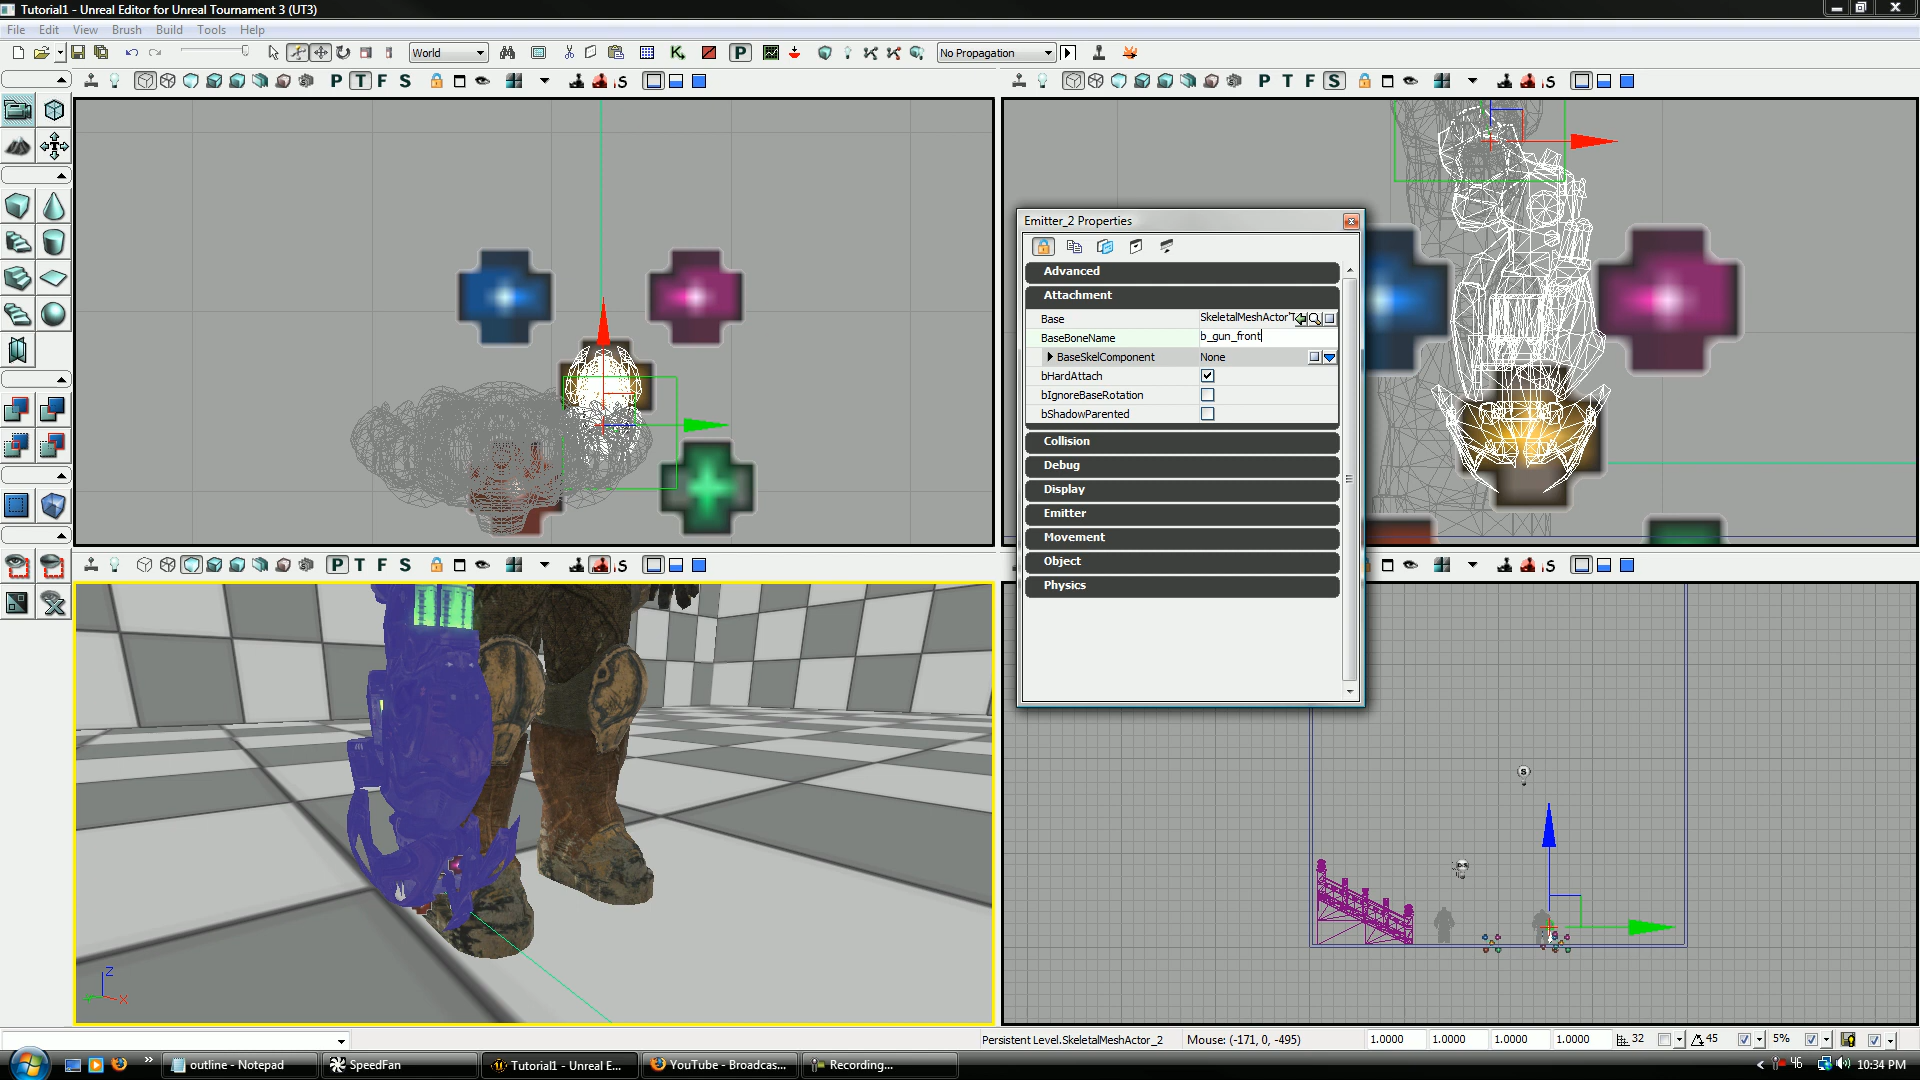 Tutorial1 - Unreal Editor for Unreal Tournament 3 (UT3)
File Edit View Brush Build Tools Help
World
No Propagation
P T F S
P T F S
Emitter_2 Properties
Advanced
Attachment
Base SkeletalMeshActor'T
BaseBoneName b_gun_front
BaseSkelComponent None
bHardAttach
bIgnoreBaseRotation
bShadowParented
Collision
Debug
Display
Emitter
Movement
Object
Physics
P T F S
S
Z
X
Persistent Level.SkeletalMeshActor_2 Mouse: (-171, 0, -495) 1.0000 1.0000 1.0000 1.0000 32 45 5%
outline - Notepad SpeedFan Tutorial1 - Unreal E... YouTube - Broadcas... Recording... 46 10:34 PM